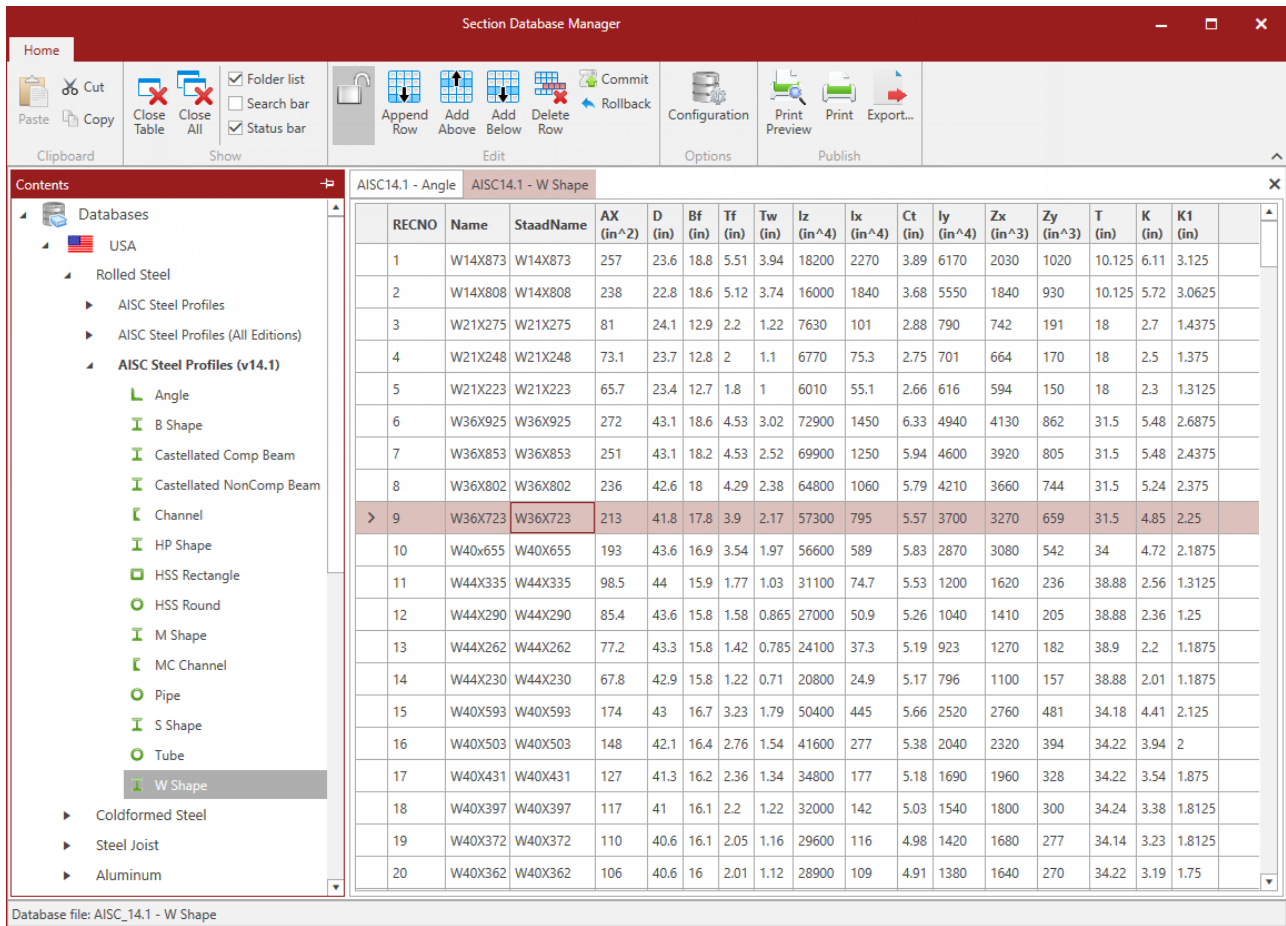 Section Database Manager
Home
Paste
Cut
Copy
Clipboard
Close Table
Close All
Folder list
Search bar
Status bar
Show
Append Row
Add Above
Add Below
Delete Row
Commit
Rollback
Edit
Configuration
Options
Print Preview
Print
Export...
Publish
Contents
Databases
USA
Rolled Steel
AISC Steel Profiles
AISC Steel Profiles (All Editions)
AISC Steel Profiles (v14.1)
Angle
B Shape
Castellated Comp Beam
Castellated NonComp Beam
Channel
HP Shape
HSS Rectangle
HSS Round
M Shape
MC Channel
Pipe
S Shape
Tube
W Shape
Coldformed Steel
Steel Joist
Aluminum
AISC14.1 - Angle AISC14.1 - W Shape
RECNO Name StaadName AX (in^2) D (in) Bf (in) Tf (in) Tw (in) Iz (in^4) Ix (in^4) Ct (in) Iy (in^4) Zx (in^3) Zy (in^3) T (in) K (in) K1 (in)
1 W14X873 W14X873 257 23.6 18.8 5.51 3.94 18200 2270 3.89 6170 2030 1020 10.125 6.11 3.125
2 W14X808 W14X808 238 22.8 18.6 5.12 3.74 16000 1840 3.68 5550 1840 930 10.125 5.72 3.0625
3 W21X275 W21X275 81 24.1 12.9 2.2 1.22 7630 101 2.88 790 742 191 18 2.7 1.4375
4 W21X248 W21X248 73.1 23.7 12.8 2 1.1 6770 75.3 2.75 701 664 170 18 2.5 1.375
5 W21X223 W21X223 65.7 23.4 12.7 1.8 1 6010 55.1 2.66 616 594 150 18 2.3 1.3125
6 W36X925 W36X925 272 43.1 18.6 4.53 3.02 72900 1450 6.33 4940 4130 862 31.5 5.48 2.6875
7 W36X853 W36X853 251 43.1 18.2 4.53 2.52 69900 1250 5.94 4600 3920 805 31.5 5.48 2.4375
8 W36X802 W36X802 236 42.6 18 4.29 2.38 64800 1060 5.79 4210 3660 744 31.5 5.24 2.375
9 W36X723 W36X723 213 41.8 17.8 3.9 2.17 57300 795 5.57 3700 3270 659 31.5 4.85 2.25
10 W40x655 W40X655 193 43.6 16.9 3.54 1.97 56600 589 5.83 2870 3080 542 34 4.72 2.1875
11 W44X335 W44X335 98.5 44 15.9 1.77 1.03 31100 74.7 5.53 1200 1620 236 38.88 2.56 1.3125
12 W44X290 W44X290 85.4 43.6 15.8 1.58 0.865 27000 50.9 5.26 1040 1410 205 38.88 2.36 1.25
13 W44X262 W44X262 77.2 43.3 15.8 1.42 0.785 24100 37.3 5.19 923 1270 182 38.9 2.2 1.1875
14 W44X230 W44X230 67.8 42.9 15.8 1.22 0.71 20800 24.9 5.17 796 1100 157 38.88 2.01 1.1875
15 W40X593 W40X593 174 43 16.7 3.23 1.79 50400 445 5.66 2520 2760 481 34.18 4.41 2.125
16 W40X503 W40X503 148 42.1 16.4 2.76 1.54 41600 277 5.38 2040 2320 394 34.22 3.94 2
17 W40X431 W40X431 127 41.3 16.2 2.36 1.34 34800 177 5.18 1690 1960 328 34.22 3.54 1.875
18 W40X397 W40X397 117 41 16.1 2.2 1.22 32000 142 5.03 1540 1800 300 34.24 3.38 1.8125
19 W40X372 W40X372 110 40.6 16.1 2.05 1.16 29600 116 4.98 1420 1680 277 34.14 3.23 1.8125
20 W40X362 W40X362 106 40.6 16 2.01 1.12 28900 109 4.91 1380 1640 270 34.22 3.19 1.75
Database file: AISC_14.1 - W Shape